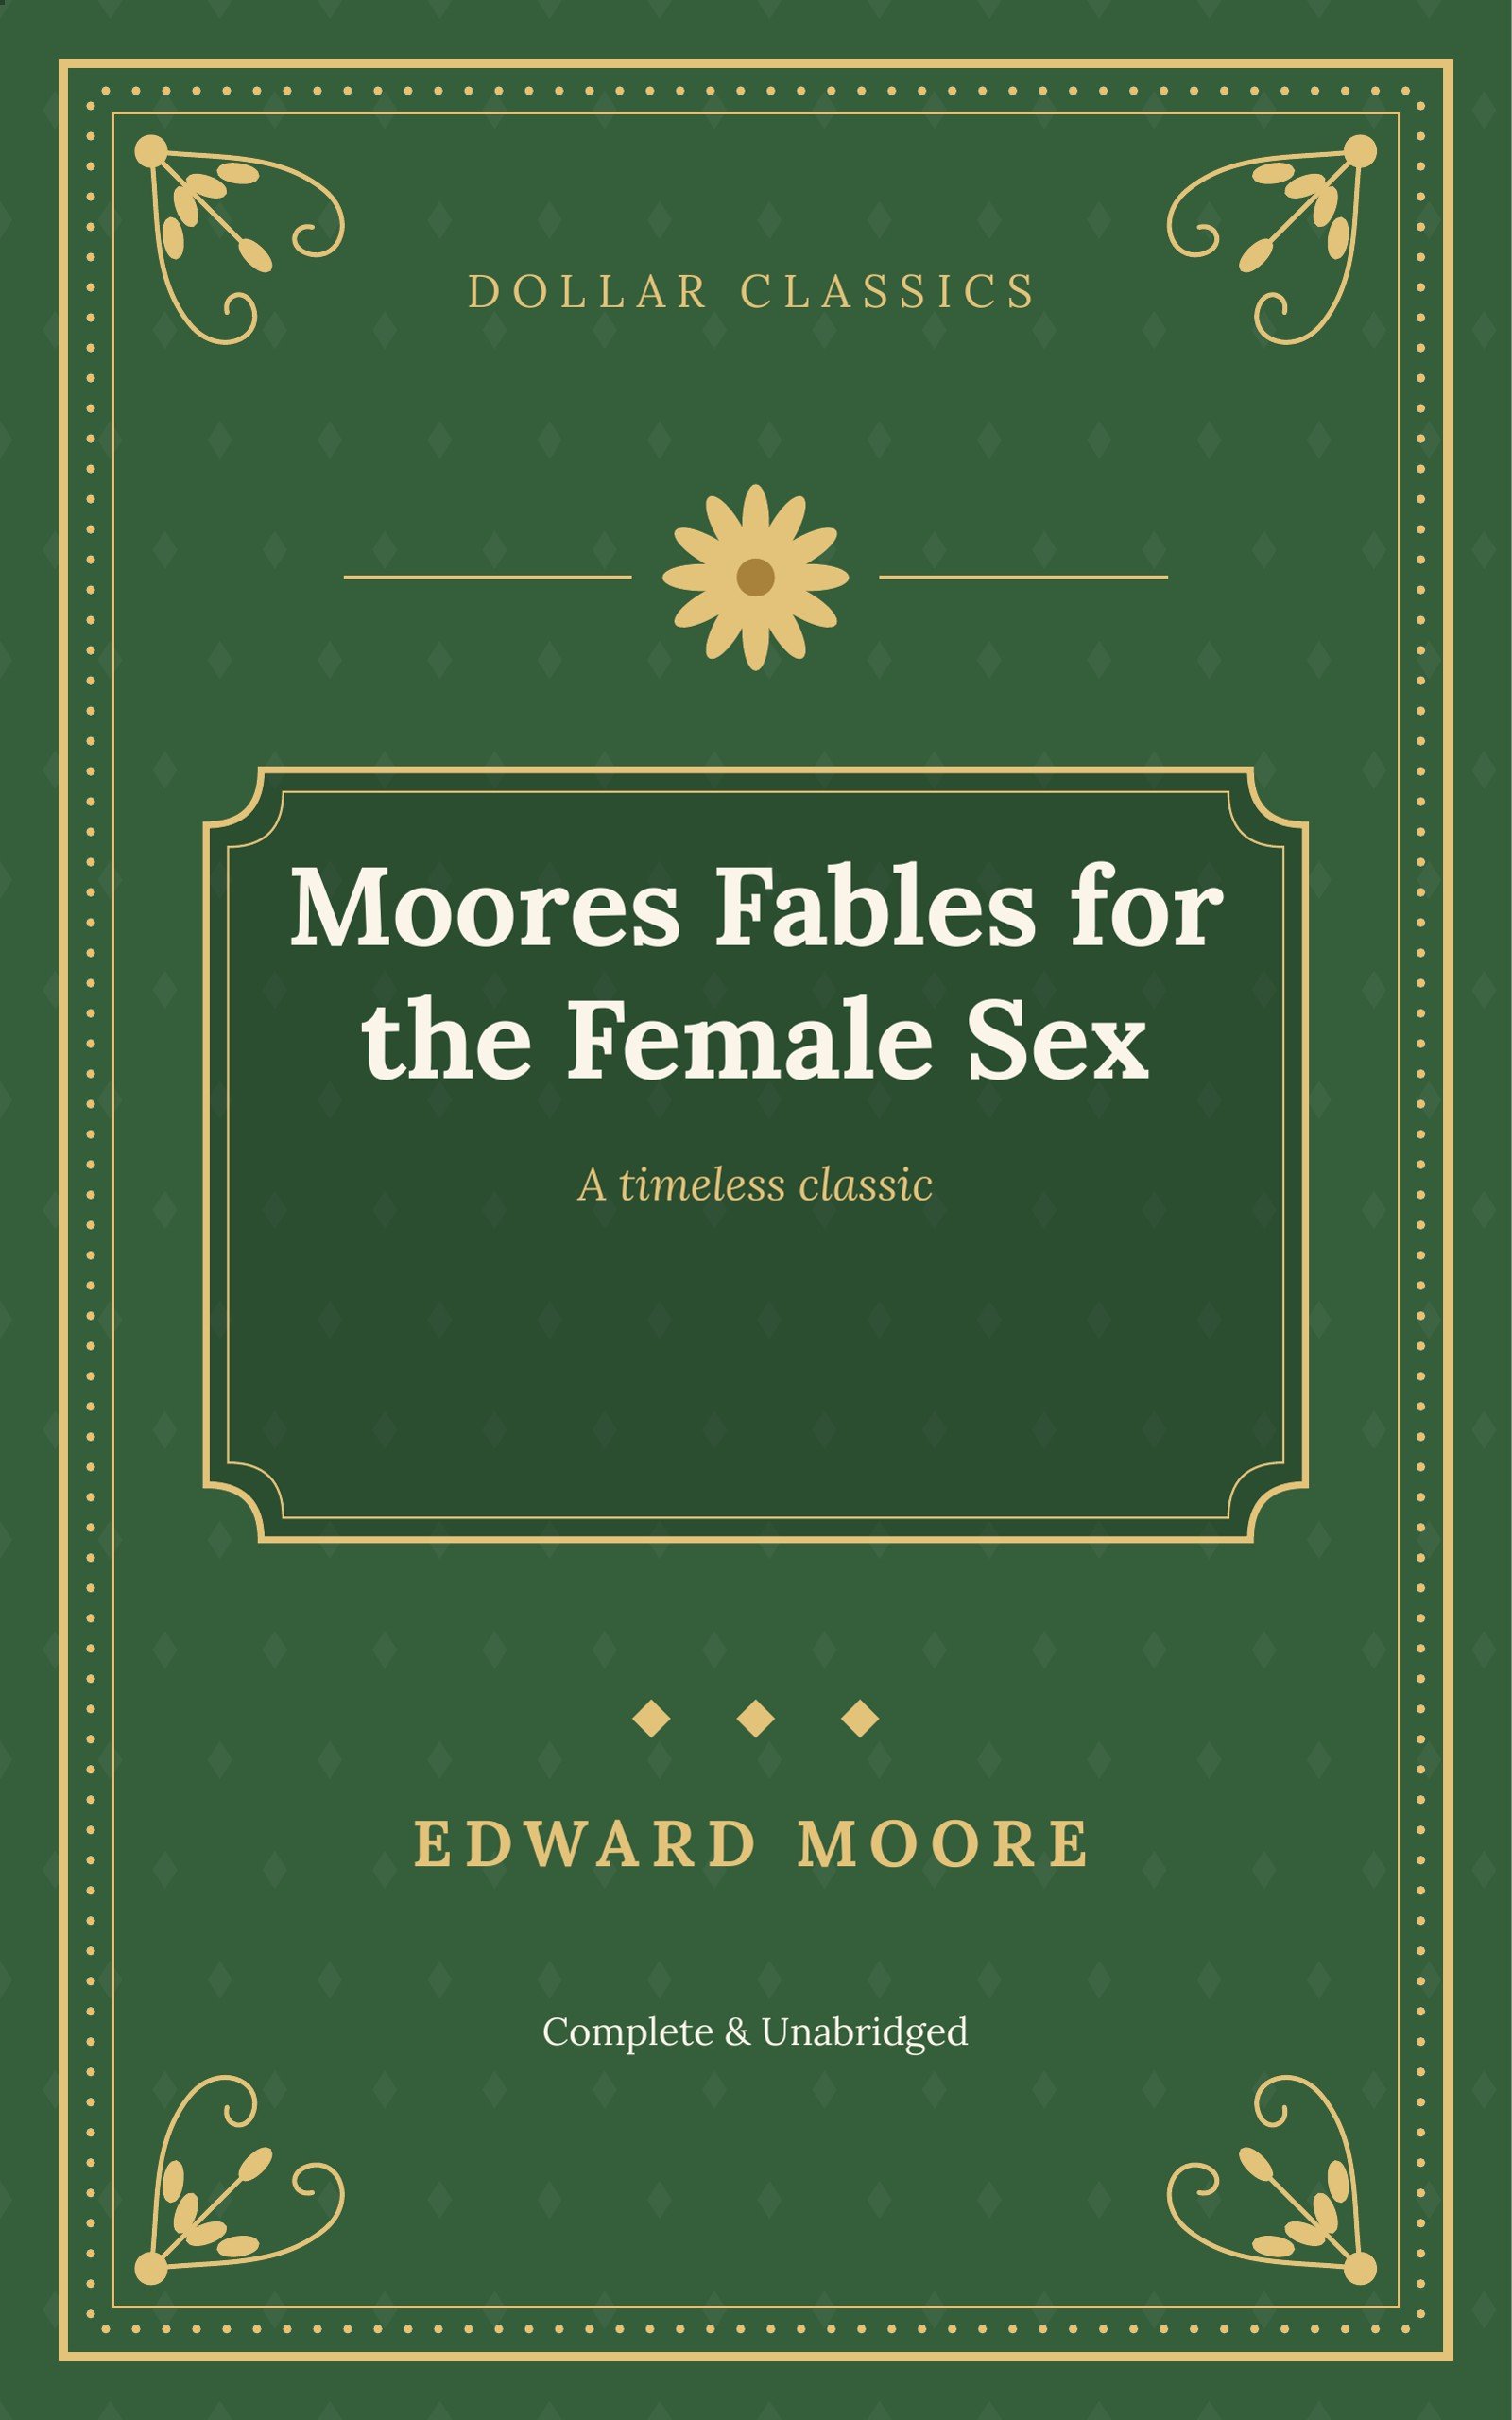 DOLLAR CLASSICS
Moores Fables for
the Female Sex
A timeless classic
EDWARD MOORE
Complete & Unabridged